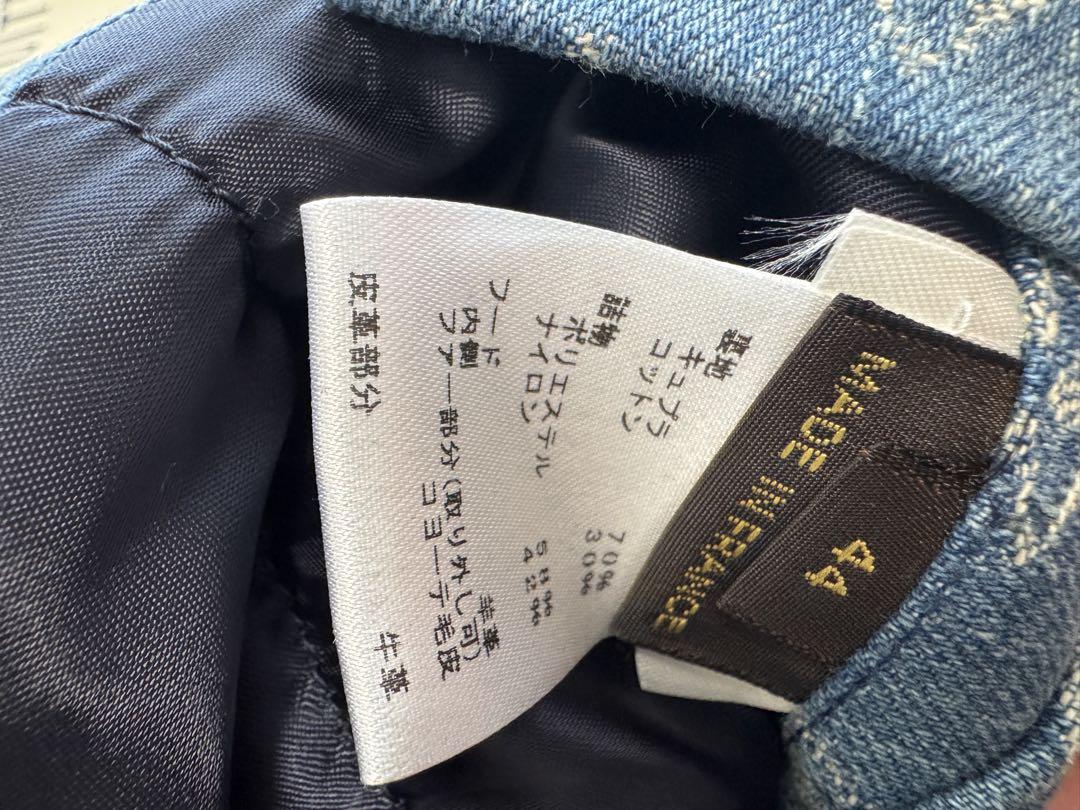 裏地
キュプラ 70%
コットン 30%
詰物
ポリエステル 58%
ナイロン 42%
フード
内側 羊革
ファー部分(取り外し可)
コヨーテ毛皮
皮革部分 牛革
MADE IN FRANCE
44